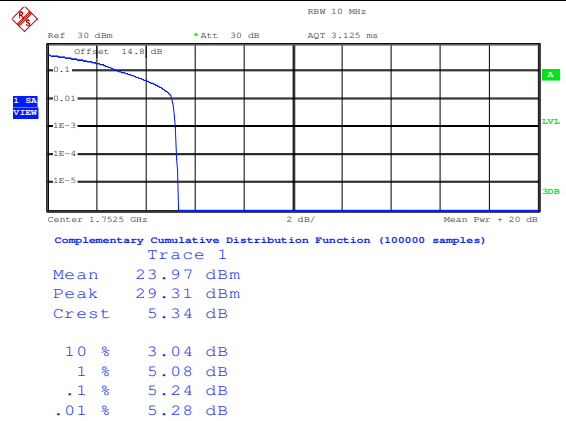 RBW 10 MHz
Ref 30 dBm *Att 30 dB AQT 3.125 ms
Offset 14.8 dB
0.1
A
0.01
1 SA
VIEW
1E-3
LVL
1E-4
1E-5
3DB
Center 1.7525 GHz 2 dB/ Mean Pwr + 20 dB
Complementary Cumulative Distribution Function (100000 samples)
Trace 1
Mean 23.97 dBm
Peak 29.31 dBm
Crest 5.34 dB
10 % 3.04 dB
1 % 5.08 dB
.1 % 5.24 dB
.01 % 5.28 dB